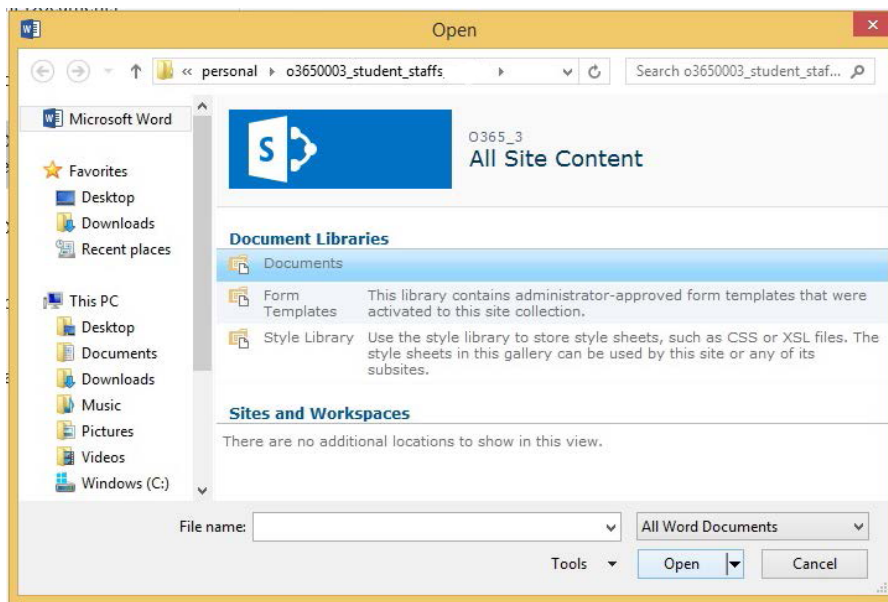 Open
« personal o3650003_student_staffs
Search o3650003_student_staf...
Microsoft Word
Favorites
Desktop
Downloads
Recent places
This PC
Desktop
Documents
Downloads
Music
Pictures
Videos
Windows (C:)
S
O365_3
All Site Content
Document Libraries
Documents
Form
Templates
This library contains administrator-approved form templates that were
activated to this site collection.
Style Library
Use the style library to store style sheets, such as CSS or XSL files. The
style sheets in this gallery can be used by this site or any of its
subsites.
Sites and Workspaces
There are no additional locations to show in this view.
File name:
All Word Documents
Tools
Open
Cancel